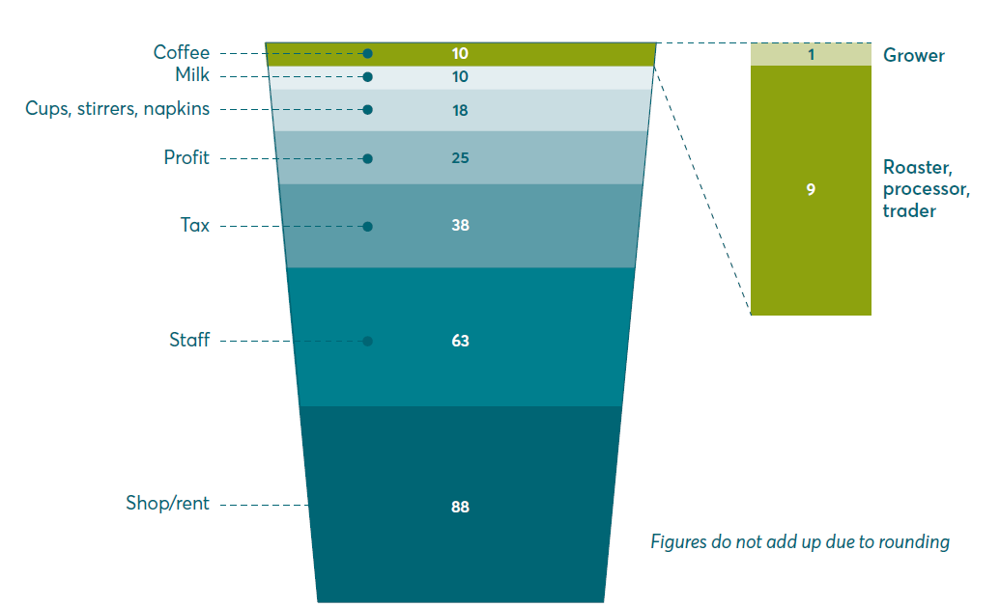 Coffee 10
Milk 10
Cups, stirrers, napkins 18
Profit 25
Tax 38
Staff 63
Shop/rent 88
1 Grower
9 Roaster,
processor,
trader
Figures do not add up due to rounding